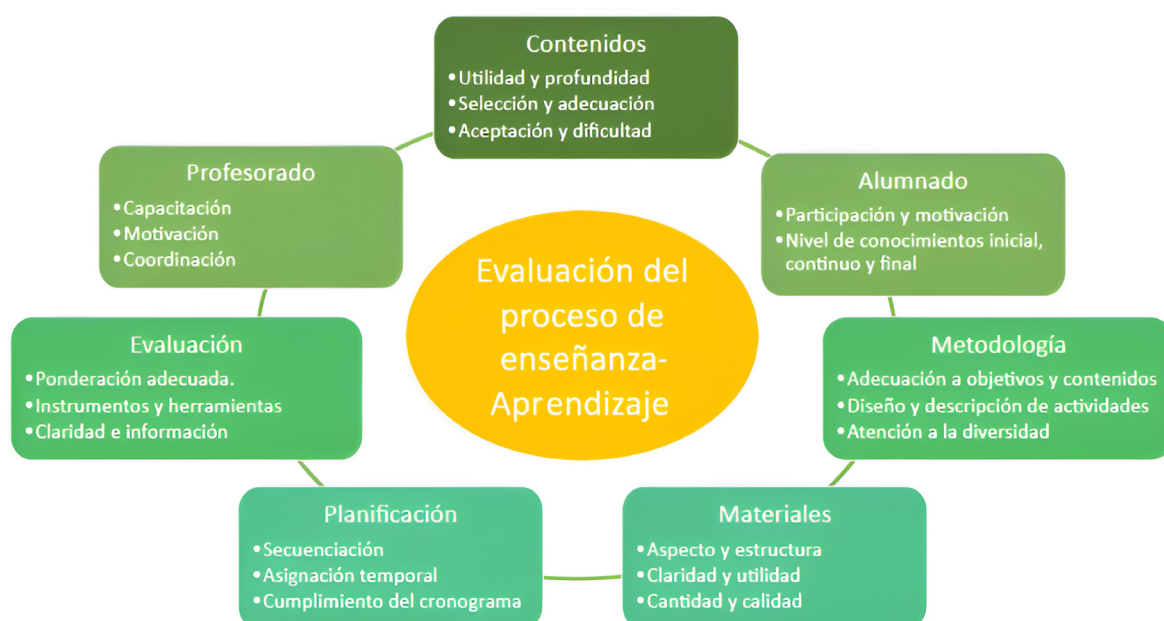 Contenidos
•Utilidad y profundidad
•Selección y adecuación
•Aceptación y dificultad
Profesorado
•Capacitación
•Motivación
•Coordinación
Alumnado
•Participación y motivación
•Nivel de conocimientos inicial,
continuo y final
Evaluación del
proceso de
enseñanza-
Aprendizaje
Evaluación
•Ponderación adecuada.
•Instrumentos y herramientas
•Claridad e información
Metodología
•Adecuación a objetivos y contenidos
•Diseño y descripción de actividades
•Atención a la diversidad
Planificación
•Secuenciación
•Asignación temporal
•Cumplimiento del cronograma
Materiales
•Aspecto y estructura
•Claridad y utilidad
•Cantidad y calidad